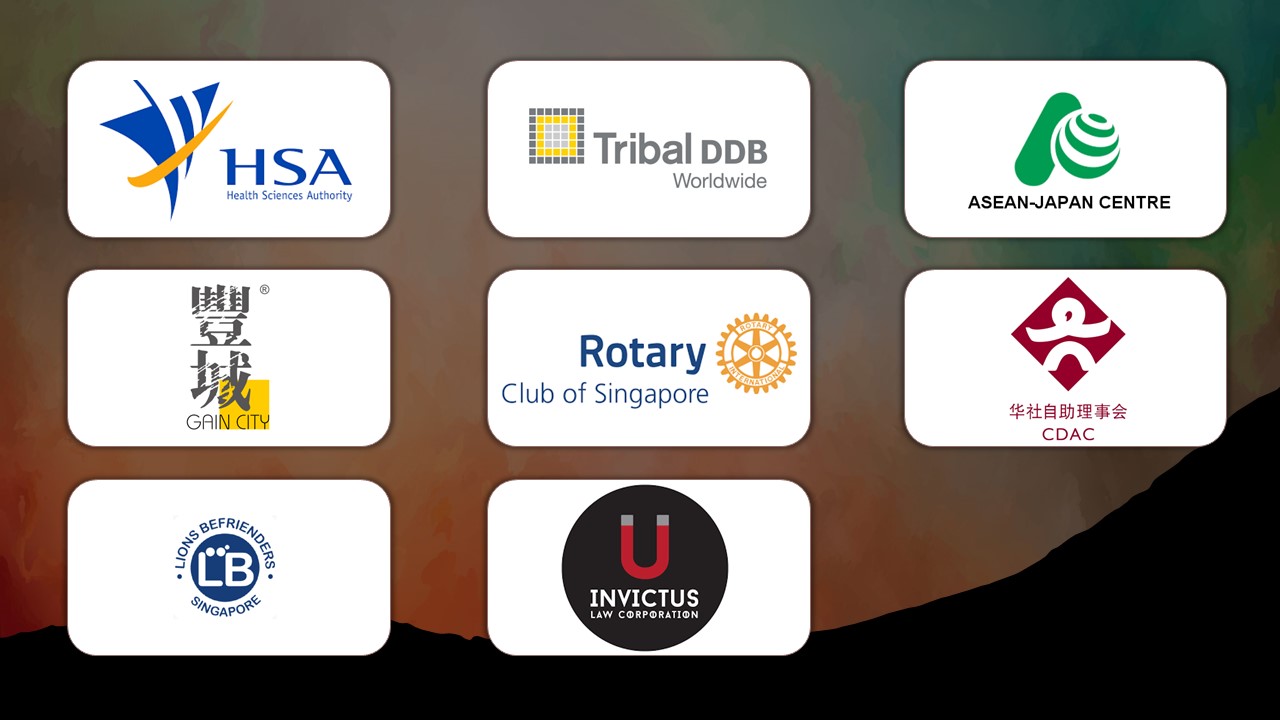 HSA
Health Sciences Authority
Tribal DDB
Worldwide
ASEAN-JAPAN CENTRE
豐城®
GAIN CITY
Rotary
Club of Singapore
ROTARY
INTERNATIONAL
华社自助理事会
CDAC
LIONS BEFRIENDERS
LB
SINGAPORE
INVICTUS
LAW CORPORATION